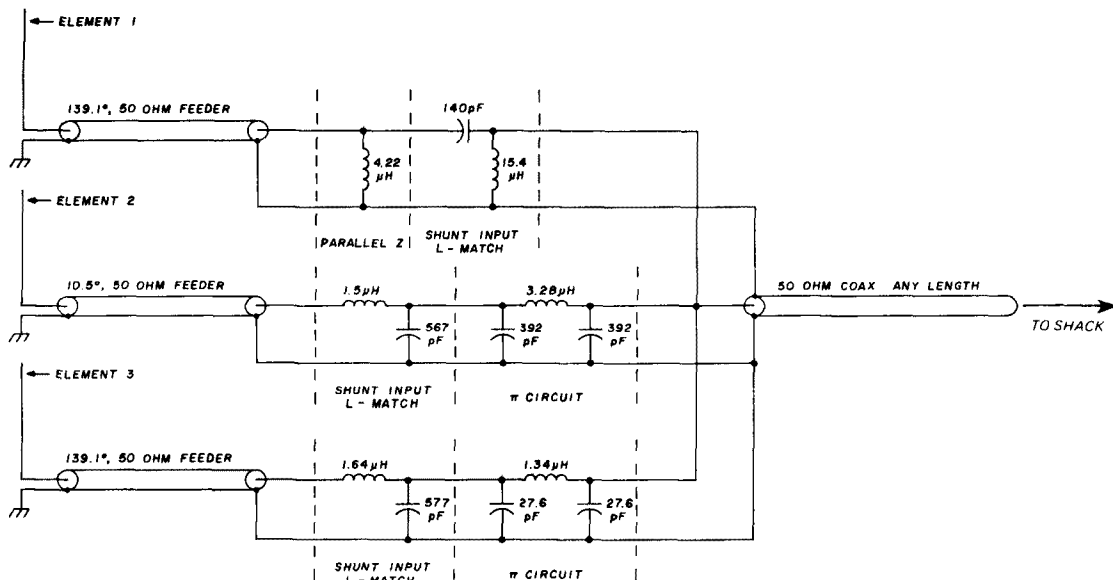 ELEMENT 1
139.1°, 50 OHM FEEDER
140pF
4.22
µH
15.4
µH
ELEMENT 2
PARALLEL Z
SHUNT INPUT
L-MATCH
10.5°, 50 OHM FEEDER
1.5µH
3.28µH
50 OHM COAX ANY LENGTH
567
pF
392
pF
392
pF
TO SHACK
ELEMENT 3
SHUNT INPUT
L-MATCH
π CIRCUIT
139.1°, 50 OHM FEEDER
1.64µH
1.34µH
577
pF
27.6
pF
27.6
pF
SHUNT INPUT
L-MATCH
π CIRCUIT